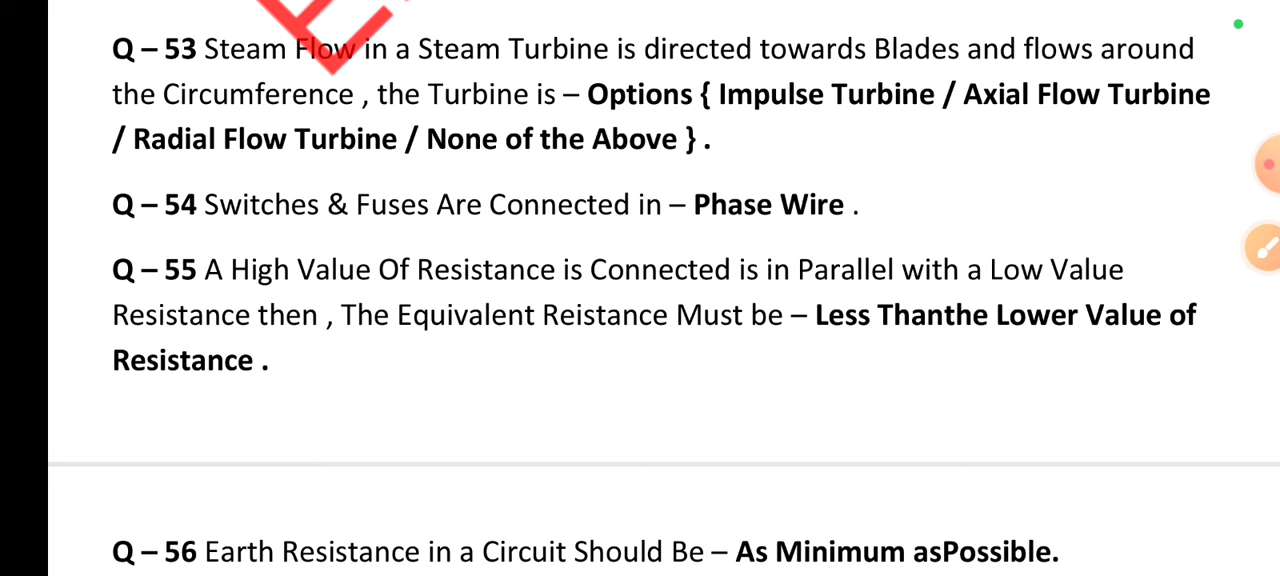 Q – 53 Steam Flow in a Steam Turbine is directed towards Blades and flows around
the Circumference , the Turbine is – Options { Impulse Turbine / Axial Flow Turbine
/ Radial Flow Turbine / None of the Above } .
Q – 54 Switches & Fuses Are Connected in – Phase Wire .
Q – 55 A High Value Of Resistance is Connected is in Parallel with a Low Value
Resistance then , The Equivalent Reistance Must be – Less Thanthe Lower Value of
Resistance .
Q – 56 Earth Resistance in a Circuit Should Be – As Minimum asPossible.